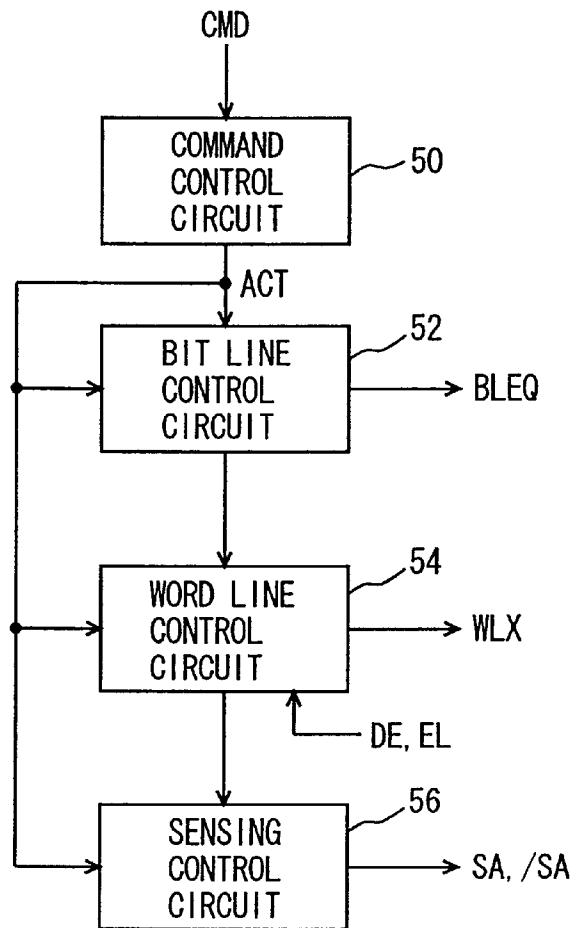 CMD
COMMAND
CONTROL
CIRCUIT
50
ACT
BIT LINE
CONTROL
CIRCUIT
52
BLEQ
WORD LINE
CONTROL
CIRCUIT
54
WLX
DE, EL
SENSING
CONTROL
CIRCUIT
56
SA, /SA